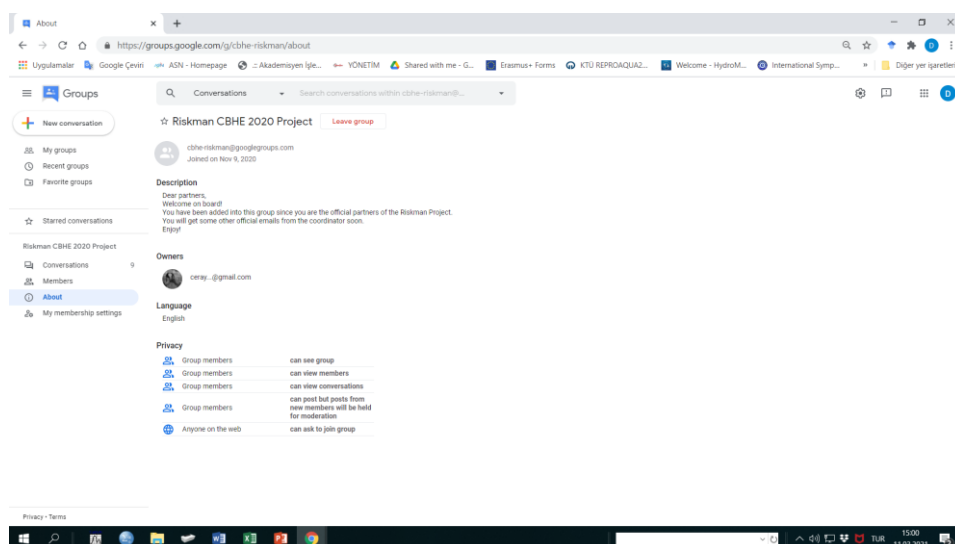 About
https://groups.google.com/g/cbhe-riskman/about
Uygulamalar Google Çeviri ASN - Homepage :: Akademisyen İşle... YÖNETİM Shared with me - G... Erasmus+ Forms KTÜ REPROAQUA2... Welcome - HydroM... International Symp... » Diğer yer işaretleri
Groups
Conversations
Search conversations within cbhe-riskman@...
D
New conversation
My groups
Recent groups
Favorite groups
Starred conversations
Riskman CBHE 2020 Project
Conversations 9
Members
About
My membership settings
Privacy • Terms
Riskman CBHE 2020 Project Leave group
cbhe-riskman@googlegroups.com
Joined on Nov 9, 2020
Description
Dear partners,
Welcome on board!
You have been added into this group since you are the official partners of the Riskman Project.
You will get some other official emails from the coordinator soon.
Enjoy!
Owners
ceray...@gmail.com
Language
English
Privacy
Group members can see group
Group members can view members
Group members can view conversations
Group members can post but posts from
new members will be held
for moderation
Anyone on the web can ask to join group
TUR 15:00